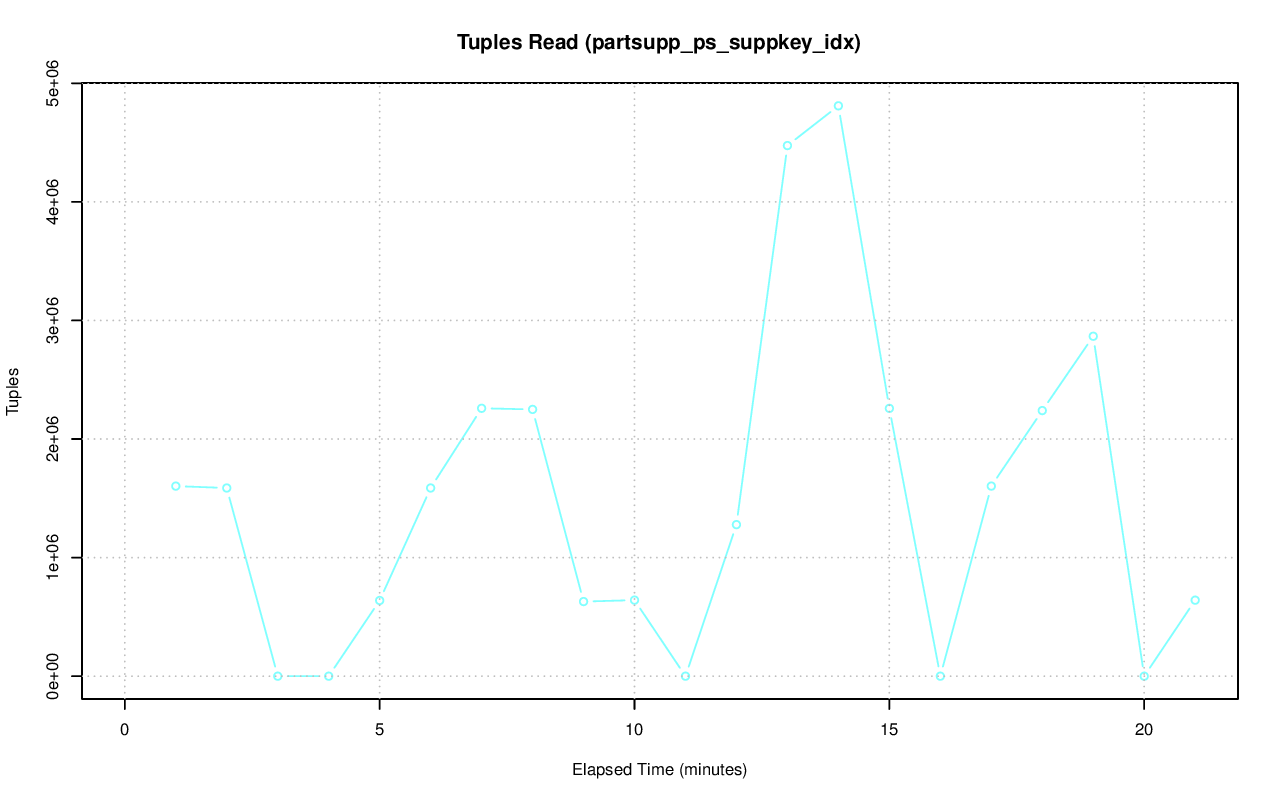 Tuples Read (partsupp_ps_suppkey_idx)
5e+06
4e+06
3e+06
2e+06
1e+06
0e+00
Tuples
0 5 10 15 20
Elapsed Time (minutes)